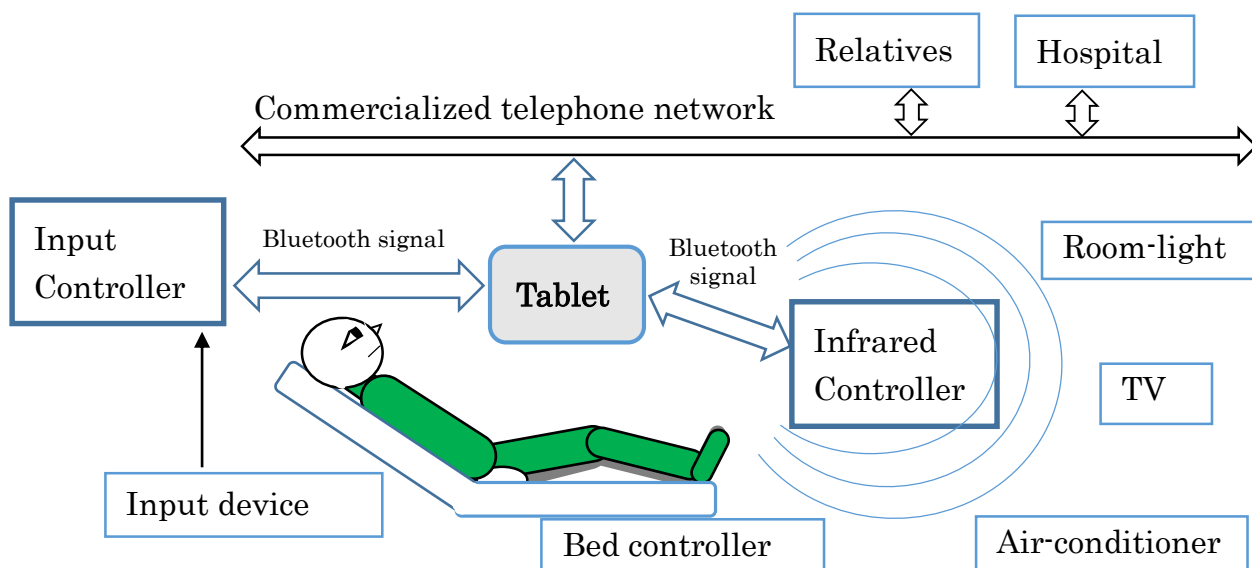 Relatives
Hospital
Commercialized telephone network
Input
Controller
Bluetooth signal
Tablet
Bluetooth
signal
Room-light
Infrared
Controller
TV
Input device
Bed controller
Air-conditioner